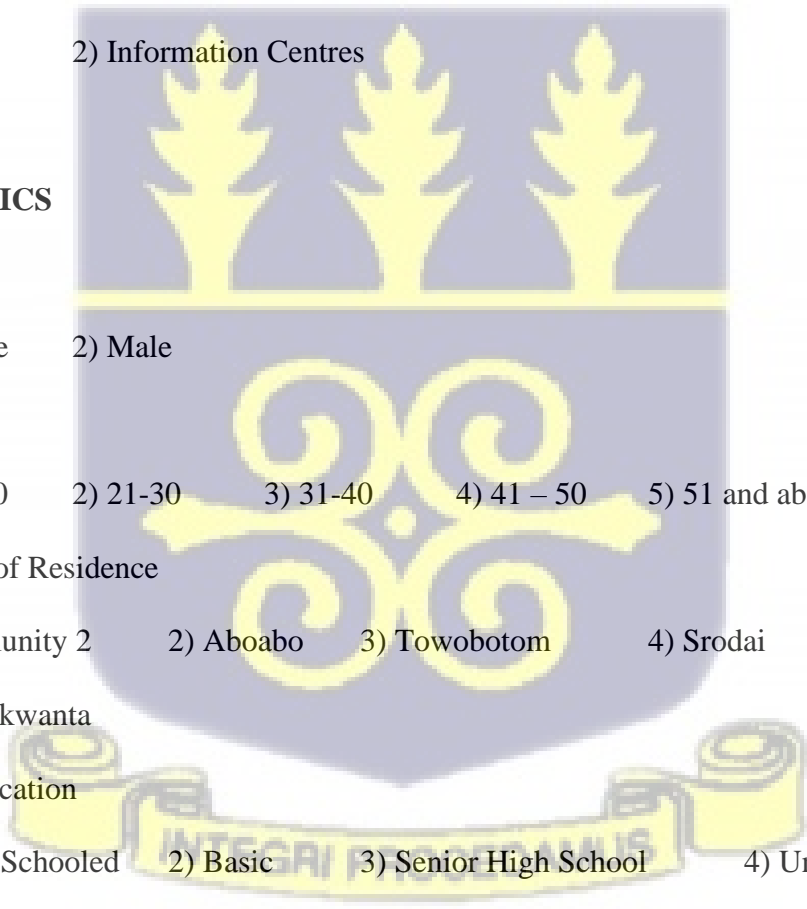 2) Information Centres
ICS
2) Male
2) 21-30 3) 31-40 4) 41 – 50 5) 51 and ab
of Residence
unity 2 2) Aboabo 3) Towobotom 4) Srodai
kwanta
cation
Schooled 2) Basic 3) Senior High School 4) Un
INTEGRI PROCEDAMUS